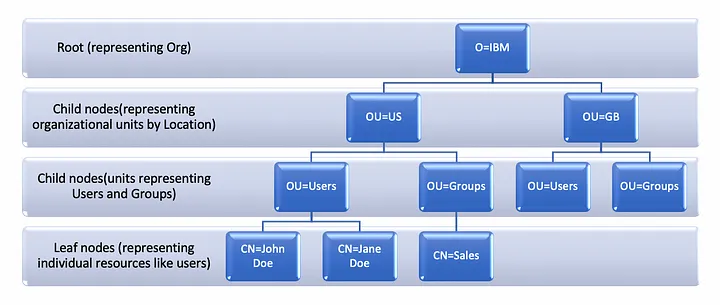 Root (representing Org)
O=IBM
Child nodes(representing
organizational units by Location)
OU=US
OU=GB
Child nodes(units representing
Users and Groups)
OU=Users
OU=Groups
OU=Users
OU=Groups
Leaf nodes (representing
individual resources like users)
CN=John
Doe
CN=Jane
Doe
CN=Sales